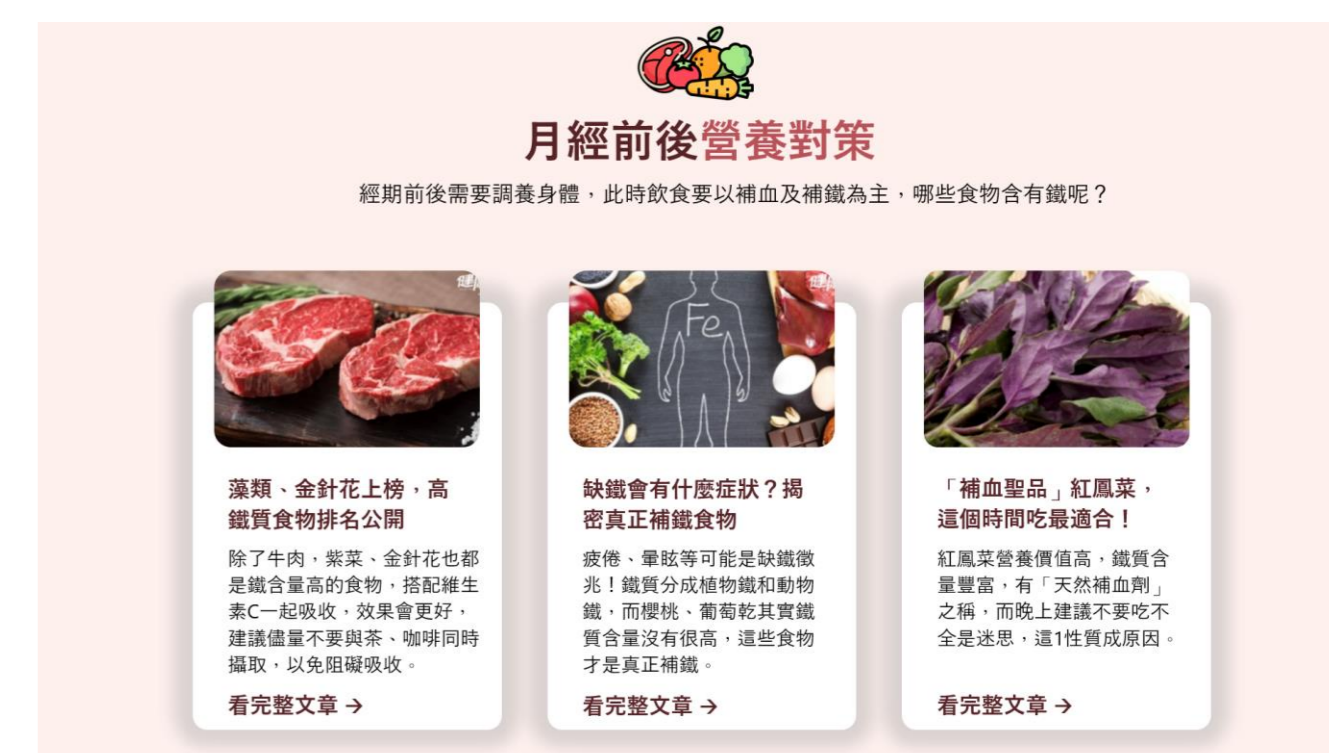 月經前後營養對策
經期前後需要調養身體，此時飲食要以補血及補鐵為主，哪些食物含有鐵呢？
Fe
藻類、金針花上榜，高
鐵質食物排名公開
除了牛肉，紫菜、金針花也都
是鐵含量高的食物，搭配維生
素C一起吸收，效果會更好，
建議儘量不要與茶、咖啡同時
攝取，以免阻礙吸收。
看完整文章→
缺鐵會有什麼症狀？揭
密真正補鐵食物
疲倦、暈眩等可能是缺鐵徵
兆！鐵質分成植物鐵和動物
鐵，而櫻桃、葡萄乾其實鐵
質含量沒有很高，這些食物
才是真正補鐵。
看完整文章→
「補血聖品」紅鳳菜，
這個時間吃最適合！
紅鳳菜營養價值高，鐵質含
量豐富，有「天然補血劑」
之稱，而晚上建議不要吃不
全是迷思，這1性質成原因。
看完整文章→